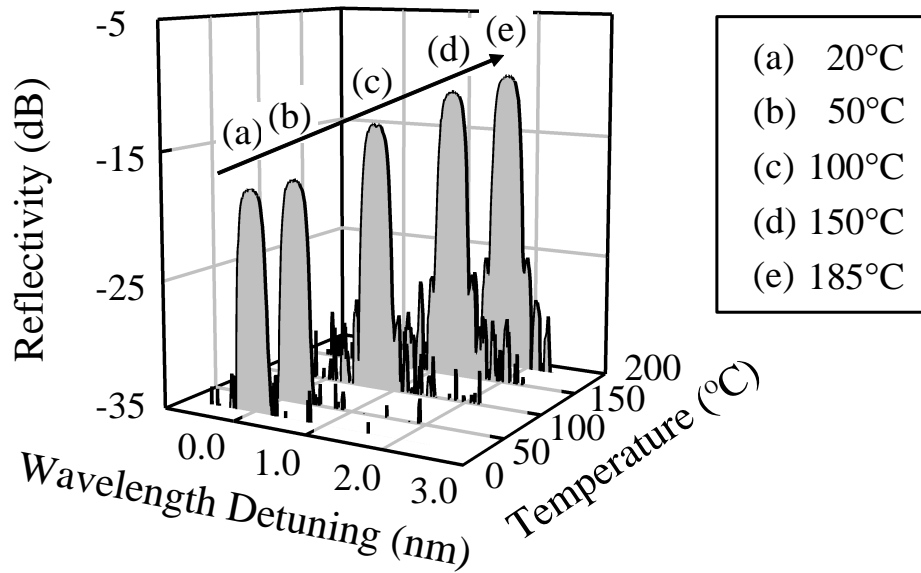 -5
-15
-25
-35
Reflectivity (dB)
(a)
(b)
(c)
(d)
(e)
0.0
1.0
2.0
3.0
Wavelength Detuning (nm)
0
50
100
150
200
Temperature (°C)
(a) 20°C
(b) 50°C
(c) 100°C
(d) 150°C
(e) 185°C